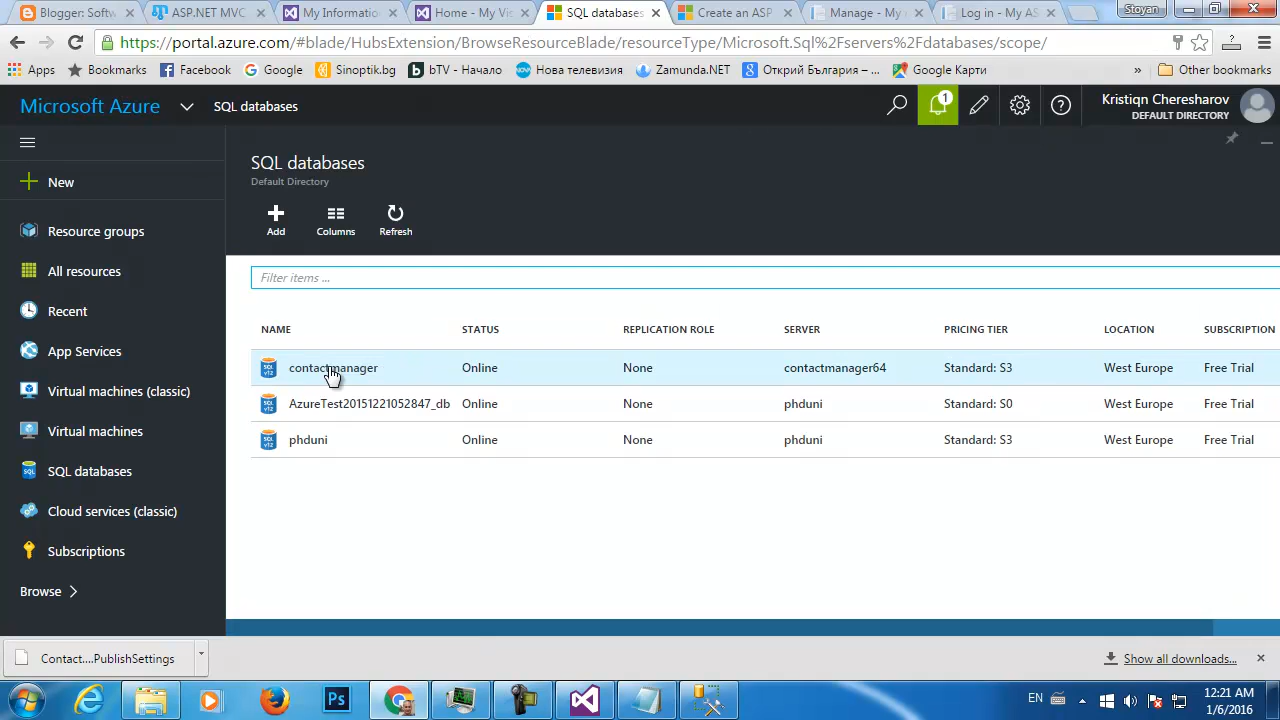 Blogger: Softw
ASP.NET MVC
My Informatio
Home - My Vid
SQL databases
Create an ASP
Manage - My
Log in - My AS
Stoyan
https://portal.azure.com/#blade/HubsExtension/BrowseResourceBlade/resourceType/Microsoft.Sql%2Fservers%2Fdatabases/scope/
Apps
Bookmarks
Facebook
Google
Sinoptik.bg
bTV - Начало
Нова телевизия
Zamunda.NET
Открий България – ...
Google Карти
»
Other bookmarks
Microsoft Azure
SQL databases
1
Kristiqn Cheresharov
DEFAULT DIRECTORY
New
Resource groups
All resources
Recent
App Services
Virtual machines (classic)
Virtual machines
SQL databases
Cloud services (classic)
Subscriptions
Browse
SQL databases
Default Directory
Add
Columns
Refresh
Filter items ...
NAME STATUS REPLICATION ROLE SERVER PRICING TIER LOCATION SUBSCRIPTION
contactmanager Online None contactmanager64 Standard: S3 West Europe Free Trial
AzureTest20151221052847_db Online None phduni Standard: S0 West Europe Free Trial
phduni Online None phduni Standard: S3 West Europe Free Trial
Contact....PublishSettings
Show all downloads...
Ps
EN
12:21 AM
1/6/2016